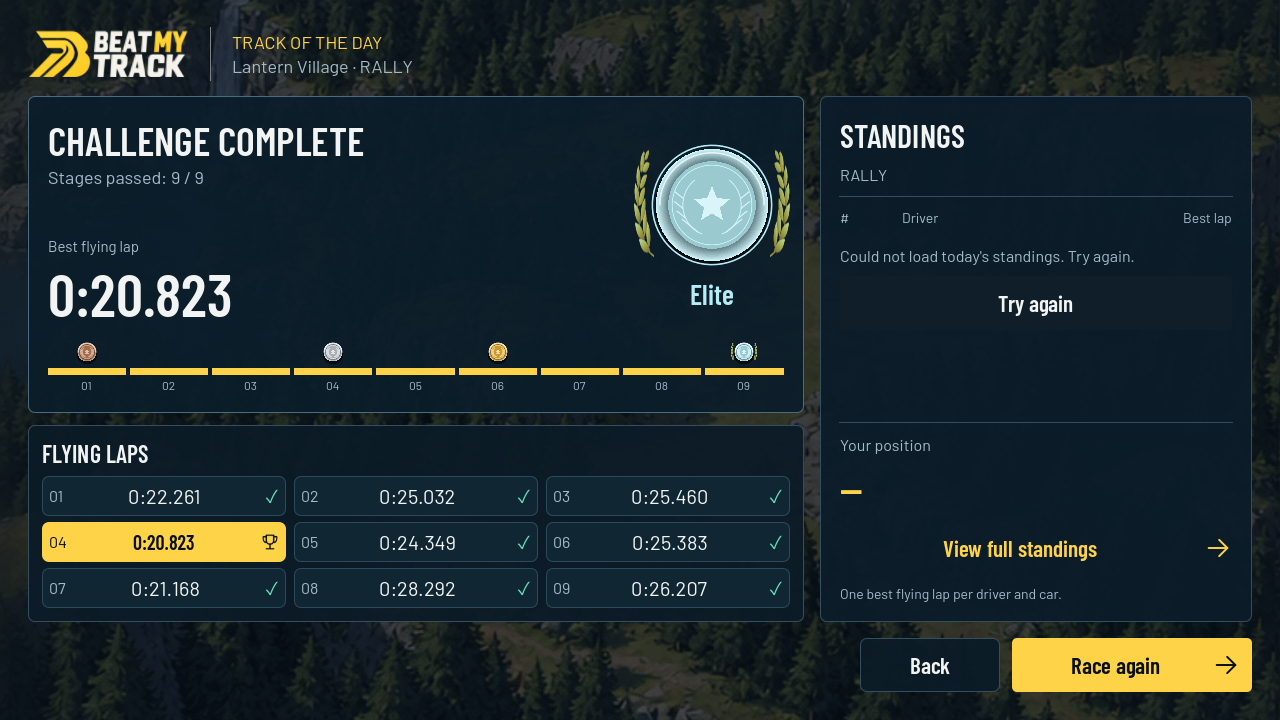 BEAT MY
TRACK
TRACK OF THE DAY
Lantern Village · RALLY
CHALLENGE COMPLETE
Stages passed: 9 / 9
Best flying lap
0:20.823
Elite
01 02 03 04 05 06 07 08 09
FLYING LAPS
01 0:22.261 ✓ 02 0:25.032 ✓ 03 0:25.460 ✓
04 0:20.823 05 0:24.349 ✓ 06 0:25.383 ✓
07 0:21.168 ✓ 08 0:28.292 ✓ 09 0:26.207 ✓
STANDINGS
RALLY
# Driver Best lap
Could not load today's standings. Try again.
Try again
Your position
–
View full standings →
One best flying lap per driver and car.
Back
Race again →